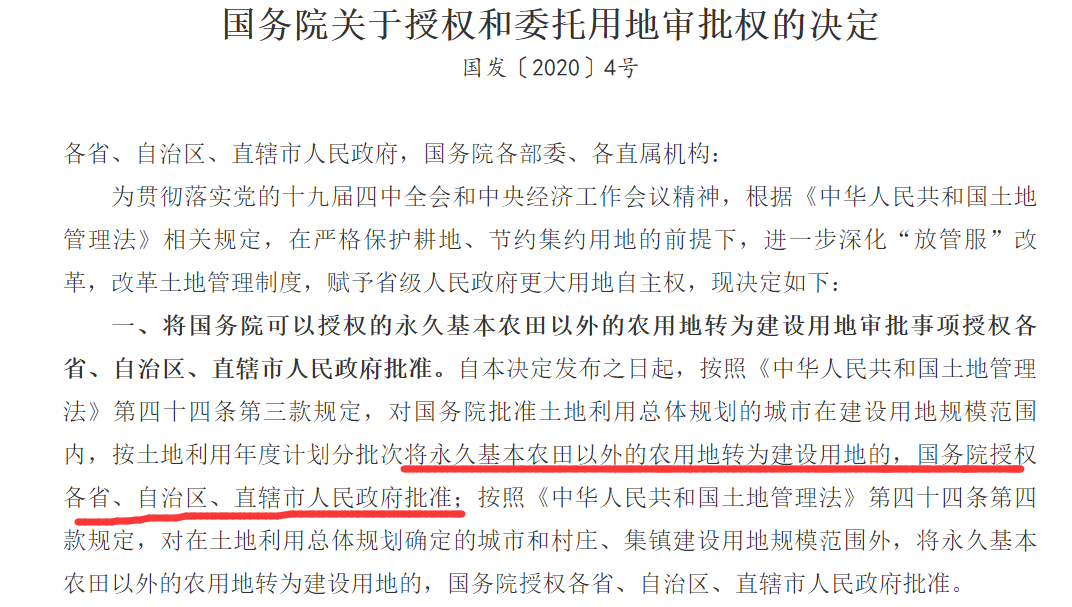 国务院关于授权和委托用地审批权的决定
国发〔2020〕4号
各省、自治区、直辖市人民政府，国务院各部委、各直属机构：
为贯彻落实党的十九届四中全会和中央经济工作会议精神，根据《中华人民共和国土地
管理法》相关规定，在严格保护耕地、节约集约用地的前提下，进一步深化“放管服”改
革，改革土地管理制度，赋予省级人民政府更大用地自主权，现决定如下：
一、将国务院可以授权的永久基本农田以外的农用地转为建设用地审批事项授权各
省、自治区、直辖市人民政府批准。自本决定发布之日起，按照《中华人民共和国土地管理
法》第四十四条第三款规定，对国务院批准土地利用总体规划的城市在建设用地规模范围
内，按土地利用年度计划分批次将永久基本农田以外的农用地转为建设用地的，国务院授权
各省、自治区、直辖市人民政府批准；按照《中华人民共和国土地管理法》第四十四条第四
款规定，对在土地利用总体规划确定的城市和村庄、集镇建设用地规模范围外，将永久基本
农田以外的农用地转为建设用地的，国务院授权各省、自治区、直辖市人民政府批准。